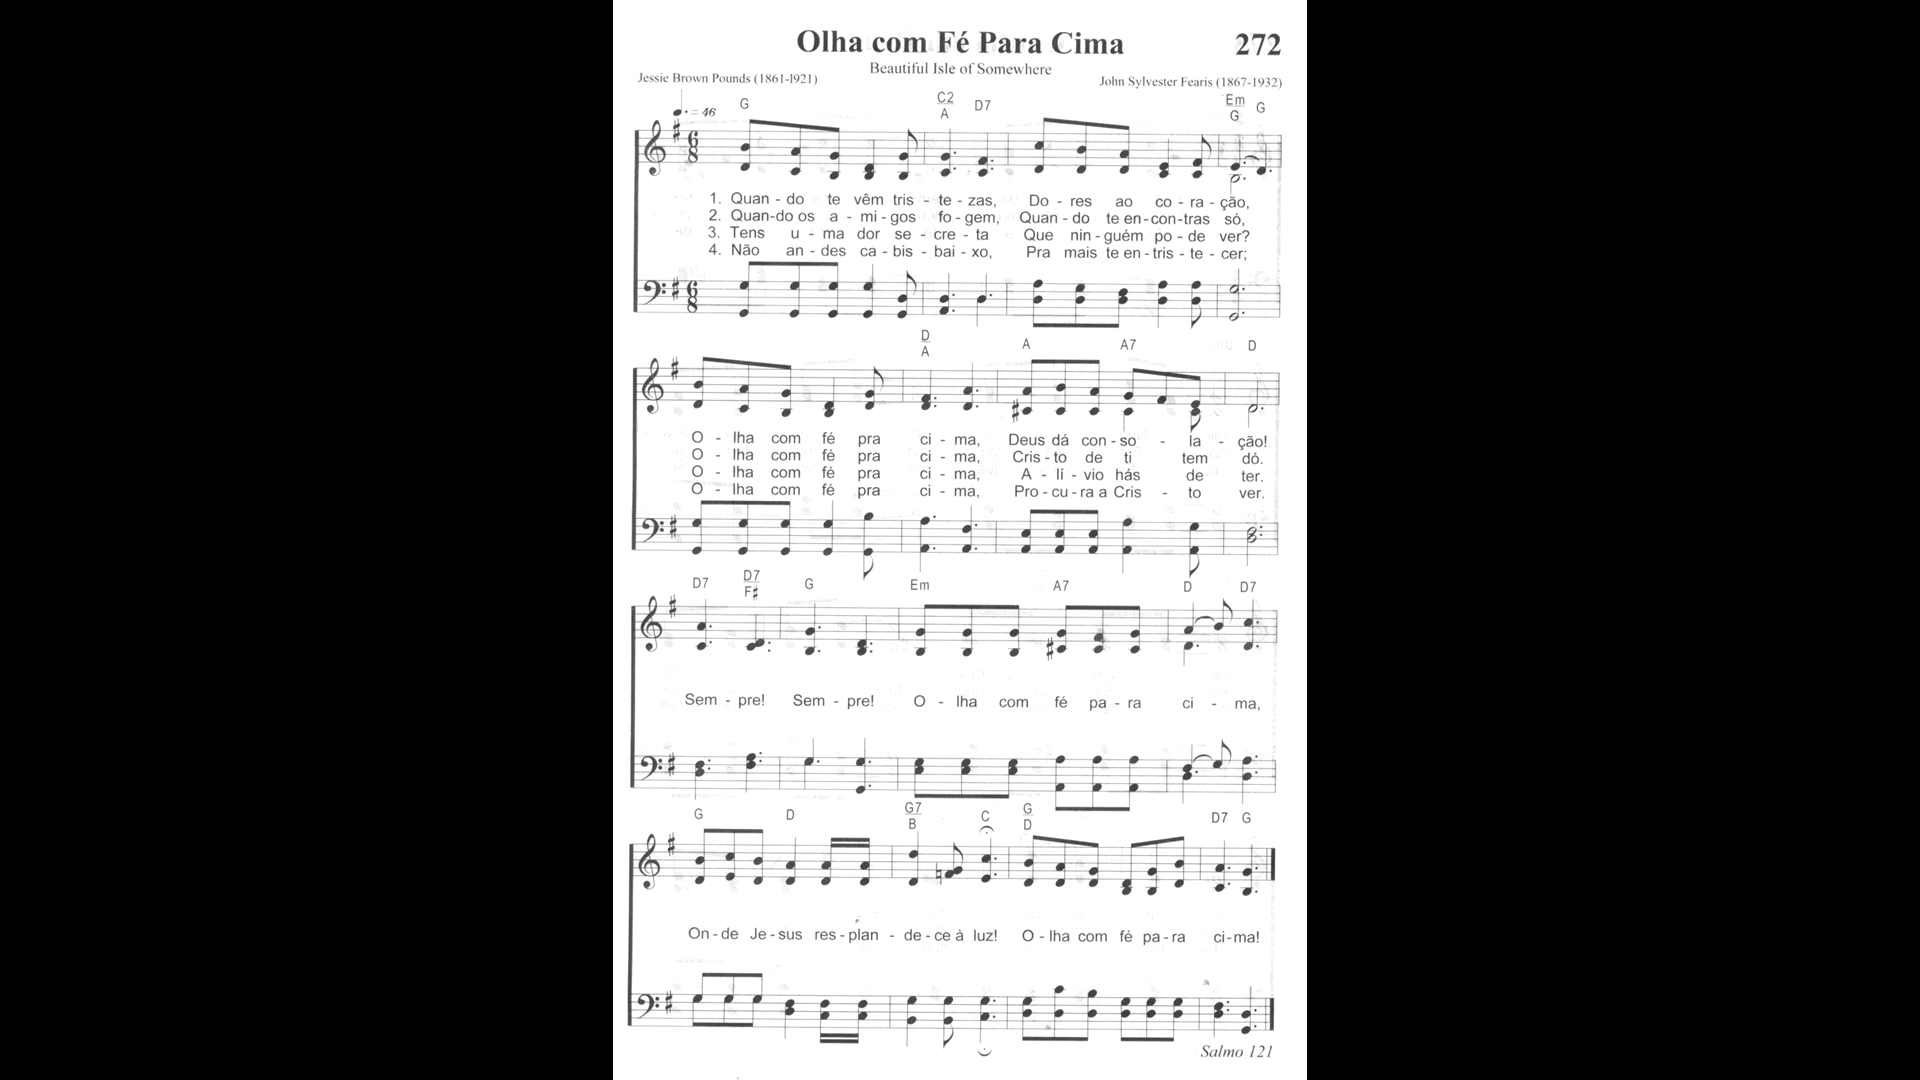 Olha com Fé Para Cima 272
Beautiful Isle of Somewhere
Jessie Brown Pounds (1861-1921) John Sylvester Fearis (1867-1932)
= 46 G C2 A D7 Em G G
6 8
1. Quan - do te vêm tris - te - zas, Do - res ao co - ra - ção,
2. Quan-do os a - mi - gos fo - gem, Quan - do te en - con - tras só,
3. Tens u - ma dor se - cre - ta Que nin - guém po - de ver?
4. Não an - des ca - bis - bai - xo, Pra mais te en - tris - te - cer;
6 8
D A A A7 D
O - lha com fé pra ci - ma, Deus dá con - so - la - ção!
O - lha com fé pra ci - ma, Cris - to de ti tem dó.
O - lha com fé pra ci - ma, A - lí - vio hás de ter.
O - lha com fé pra ci - ma, Pro - cu - ra a Cris - to ver.
D7 D7 F# G Em A7 D D7
Sem - pre! Sem - pre! O - lha com fé pa - ra ci - ma,
G D G7 B C G D D7 G
On - de Je - sus res - plan - de - ce à luz! O - lha com fé pa - ra ci - ma!
Salmo 121